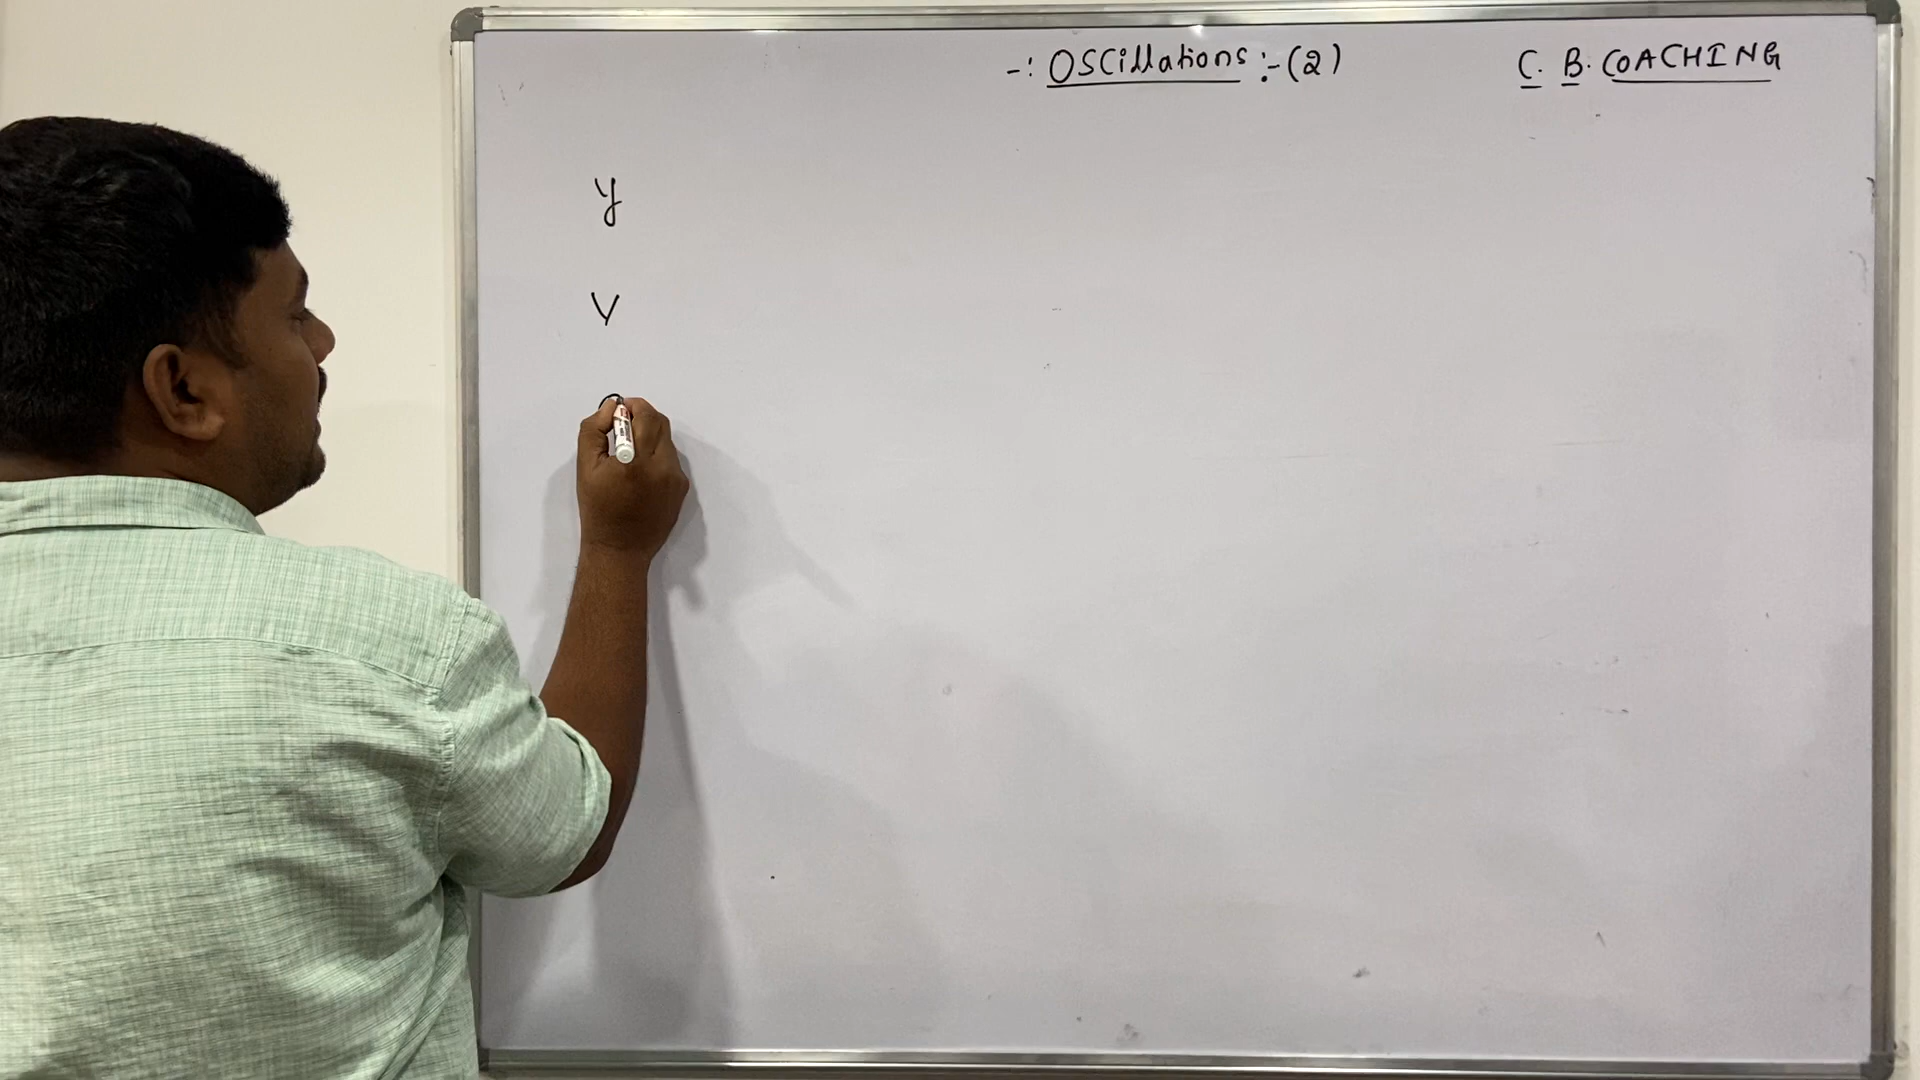 -: OSCillations :- (2)
C. B. COACHING
y
V